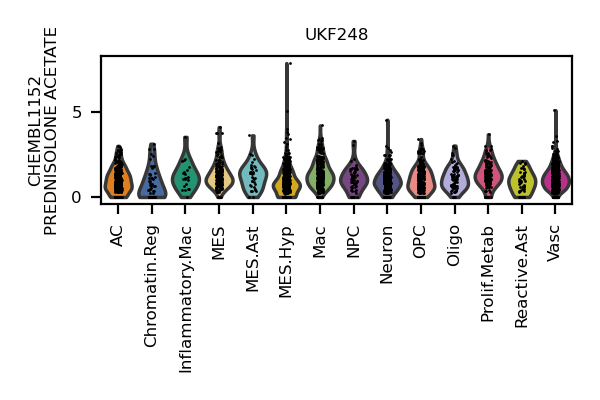 UKF248
CHEMBL1152
PREDNISOLONE ACETATE
5
0
AC
Chromatin.Reg
Inflammatory.Mac
MES
MES.Ast
MES.Hyp
Mac
NPC
Neuron
OPC
Oligo
Prolif.Metab
Reactive.Ast
Vasc